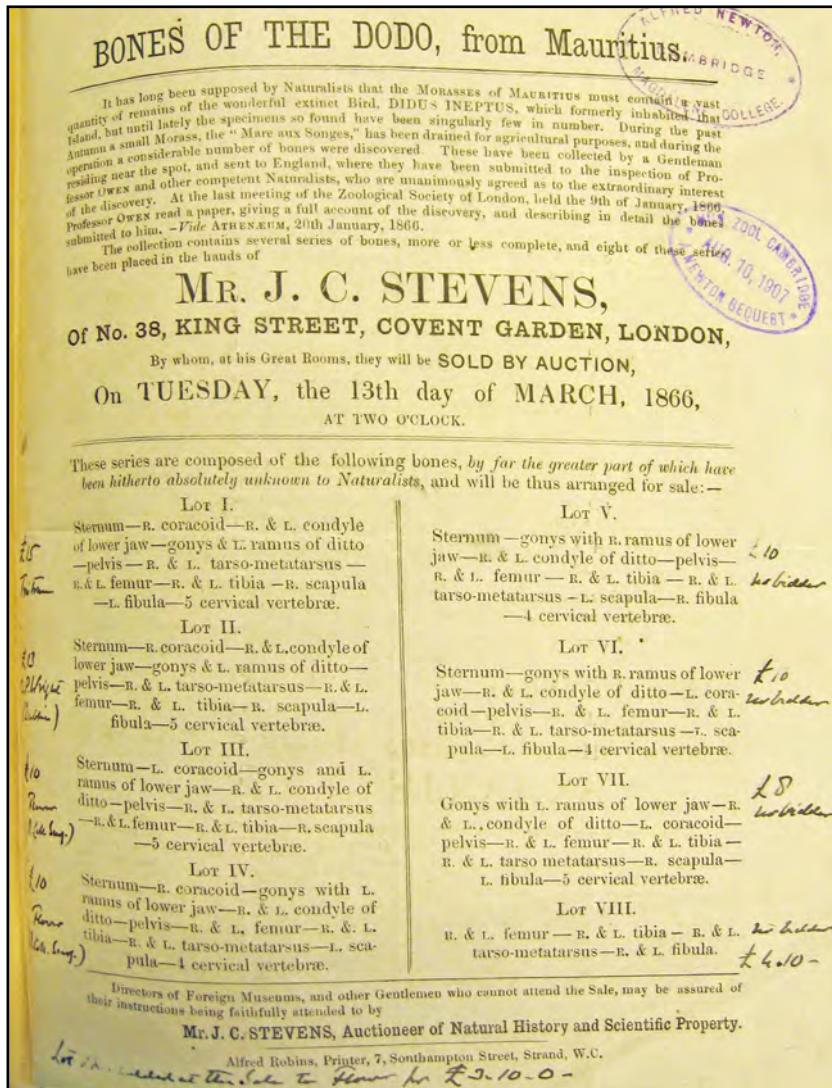 BONES OF THE DODO, from Mauritius.
ALFRED NEWTON,
MAGDALENE COLLEGE.
It has long been supposed by Naturalists that the MORASSES of MAURITIUS must contain a vast
quantity of remains of the wonderful extinct Bird, DIDUS INEPTUS, which formerly inhabited that
Island, but until lately the specimens so found have been singularly few in number. During the past
Autumn a small Morass, the “Mare aux Songes,” has been drained for agricultural purposes, and during the
operation a considerable number of bones were discovered. These have been collected by a Gentleman
residing near the spot, and sent to England, where they have been submitted to the inspection of Pro-
fessor OWEN and other competent Naturalists, who are unanimously agreed as to the extraordinary interest
of the discovery. At the last meeting of the Zoological Society of London, held the 9th of January, 1866,
Professor OWEN read a paper, giving a full account of the discovery, and describing in detail the bones
submitted to him. –Vide ATHENÆUM, 20th January, 1866.
The collection contains several series of bones, more or less complete, and eight of these series
have been placed in the hands of
ZOOL CAMBRIDGE
AUG. 10, 1907
NEWTON BEQUEST
MR. J. C. STEVENS,
Of No. 38, KING STREET, COVENT GARDEN, LONDON,
By whom, at his Great Rooms, they will be SOLD BY AUCTION,
On TUESDAY, the 13th day of MARCH, 1866,
AT TWO O'CLOCK.
These series are composed of the following bones, by far the greater part of which have
been hitherto absolutely unknown to Naturalists, and will be thus arranged for sale:—
LOT I.
Sternum—R. coracoid—R. & L. condyle
of lower jaw—gonys & L. ramus of ditto
—pelvis—R. & L. tarso-metatarsus—
R. & L. femur—R. & L. tibia—R. scapula
—L. fibula—5 cervical vertebræ.
£15
LOT II.
Sternum—R. coracoid—R. & L. condyle of
lower jaw—gonys & L. ramus of ditto—
pelvis—R. & L. tarso-metatarsus—R. & L.
femur—R. & L. tibia—R. scapula—L.
fibula—5 cervical vertebræ.
LOT III.
Sternum—L. coracoid—gonys and L.
ramus of lower jaw—R. & L. condyle of
ditto—pelvis—R. & L. tarso-metatarsus
—R. & L. femur—R. & L. tibia—R. scapula
—5 cervical vertebræ.
£10
LOT IV.
Sternum—R. coracoid—gonys with L.
ramus of lower jaw—R. & L. condyle of
ditto—pelvis—R. & L. femur—R. & L.
tibia—R. & L. tarso-metatarsus—L. sca-
pula—4 cervical vertebræ.
£10
LOT V.
Sternum—gonys with R. ramus of lower
jaw—R. & L. condyle of ditto—pelvis—
R. & L. femur—R. & L. tibia—R. & L.
tarso-metatarsus—L. scapula—R. fibula
—4 cervical vertebræ.
£10
no bidder
LOT VI.
Sternum—gonys with R. ramus of lower
jaw—R. & L. condyle of ditto—L. cora-
coid—pelvis—R. & L. femur—R. & L.
tibia—R. & L. tarso-metatarsus—L. sca-
pula—L. fibula—4 cervical vertebræ.
£10
no bidder
LOT VII.
Gonys with L. ramus of lower jaw—R.
& L. condyle of ditto—L. coracoid—
pelvis—R. & L. femur—R. & L. tibia—
R. & L. tarso metatarsus—R. scapula—
L. fibula—5 cervical vertebræ.
£8
no bidder
LOT VIII.
R. & L. femur—R. & L. tibia—R. & L.
tarso-metatarsus—R. & L. fibula.
no bidder
£4.10-
Directors of Foreign Museums, and other Gentlemen who cannot attend the Sale, may be assured of
their instructions being faithfully attended to by
Mr. J. C. STEVENS, Auctioneer of Natural History and Scientific Property.
Alfred Robins, Printer, 7, Southampton Street, Strand, W.C.
Lot at the Sale to Flower for £3-10-0-